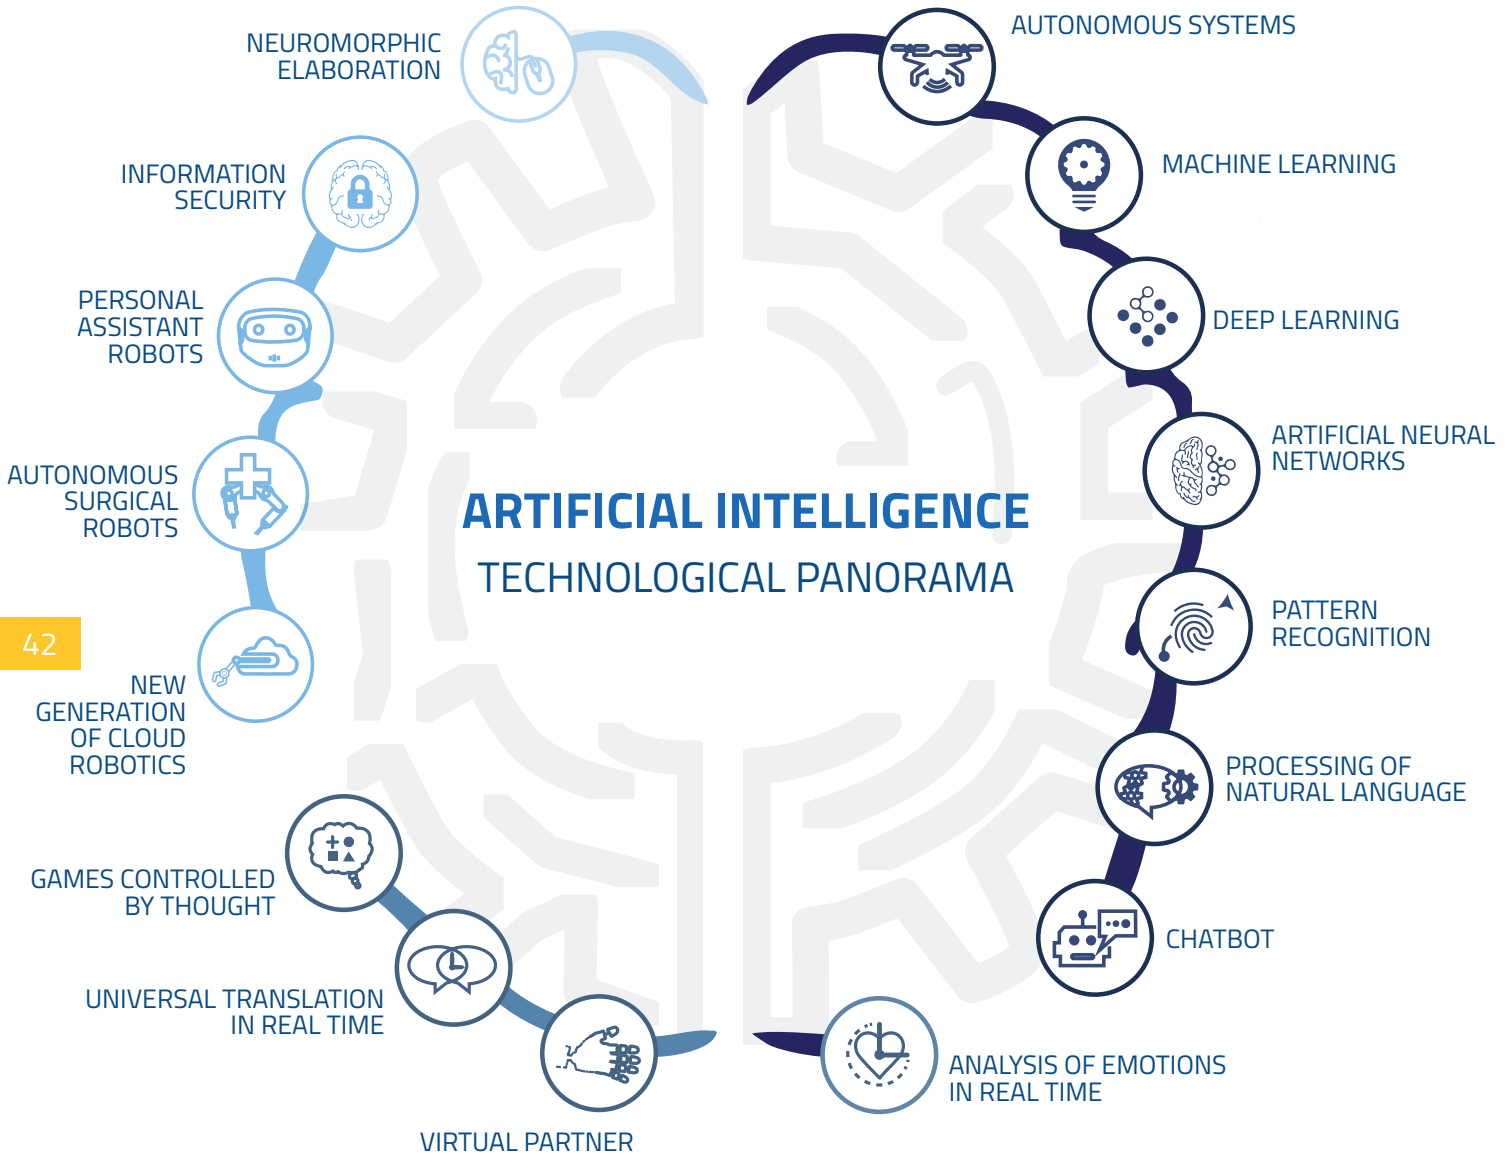 NEUROMORPHIC
ELABORATION
AUTONOMOUS SYSTEMS
INFORMATION
SECURITY
MACHINE LEARNING
PERSONAL
ASSISTANT
ROBOTS
DEEP LEARNING
AUTONOMOUS
SURGICAL
ROBOTS
ARTIFICIAL NEURAL
NETWORKS
ARTIFICIAL INTELLIGENCE
TECHNOLOGICAL PANORAMA
42
PATTERN
RECOGNITION
NEW
GENERATION
OF CLOUD
ROBOTICS
PROCESSING OF
NATURAL LANGUAGE
GAMES CONTROLLED
BY THOUGHT
CHATBOT
UNIVERSAL TRANSLATION
IN REAL TIME
ANALYSIS OF EMOTIONS
IN REAL TIME
VIRTUAL PARTNER